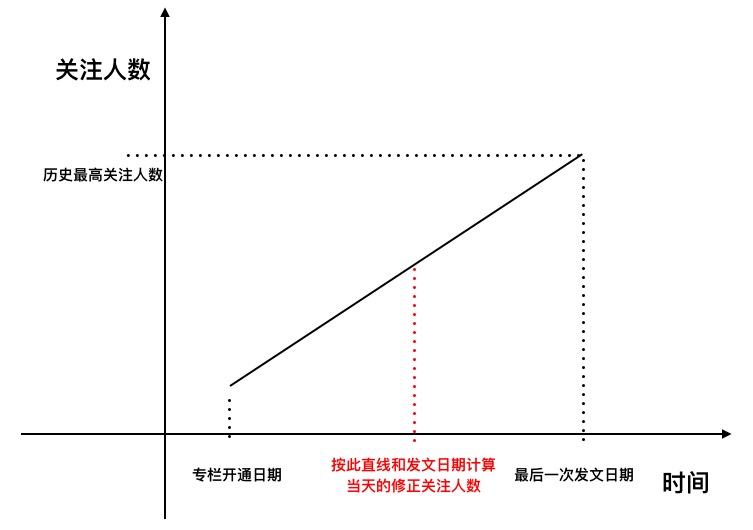 关注人数
历史最高关注人数
专栏开通日期
按此直线和发文日期计算
当天的修正关注人数
最后一次发文日期
时间